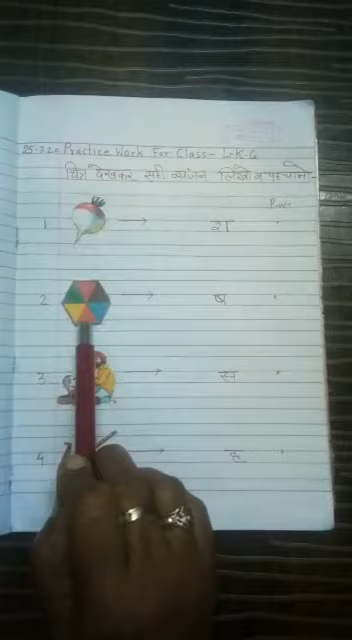 25-7-20 Practice Work For Class- L-K-G
चित्र देखकर सही व्यंजन लिखो व पहचानो-
1 श
2 ष
3 स
4 ह